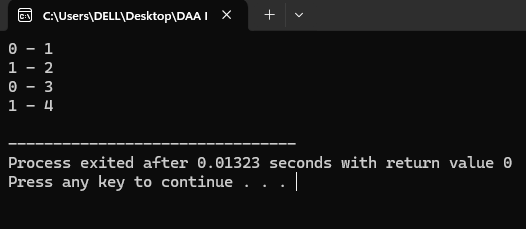 C:\Users\DELL\Desktop\DAA l
0 - 1
1 - 2
0 - 3
1 - 4
--------------------------------
Process exited after 0.01323 seconds with return value 0
Press any key to continue . . .